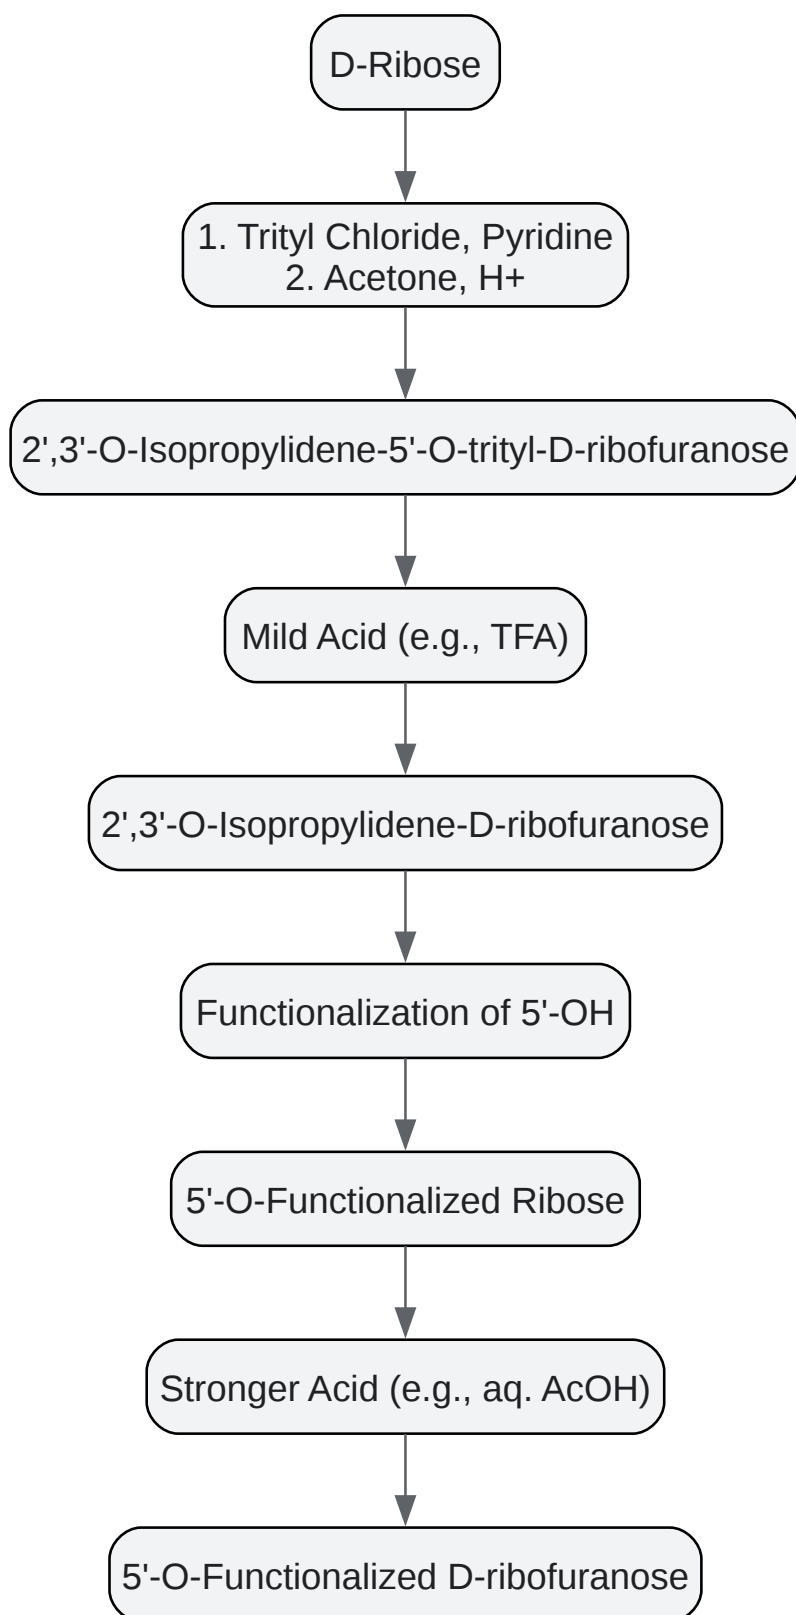 D-Ribose
1. Trityl Chloride, Pyridine
2. Acetone, H+
2',3'-O-Isopropylidene-5'-O-trityl-D-ribofuranose
Mild Acid (e.g., TFA)
2',3'-O-Isopropylidene-D-ribofuranose
Functionalization of 5'-OH
5'-O-Functionalized Ribose
Stronger Acid (e.g., aq. AcOH)
5'-O-Functionalized D-ribofuranose